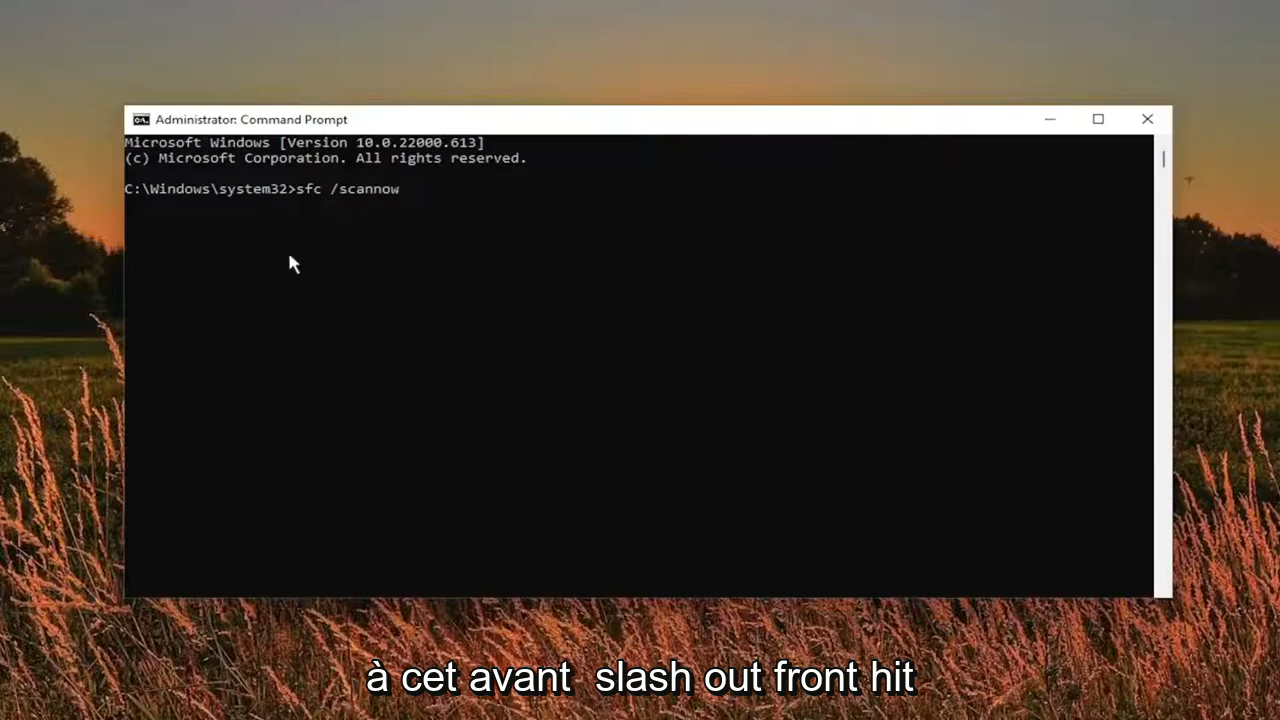 Administrator: Command Prompt
Microsoft Windows [Version 10.0.22000.613]
(c) Microsoft Corporation. All rights reserved.
C:\Windows\system32>sfc /scannow
à cet avant  slash out front hit